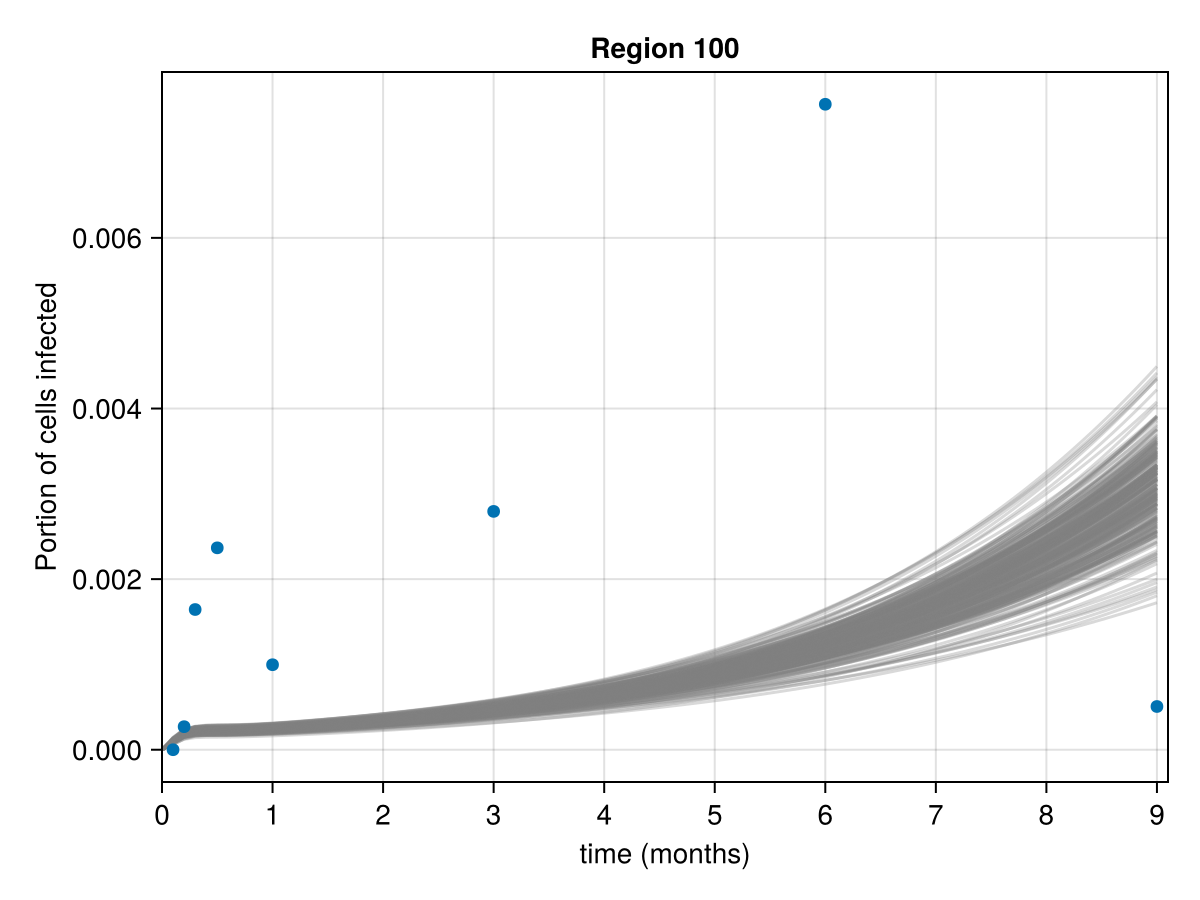 Region 100
Portion of cells infected
0.006
0.004
0.002
0.000
0 1 2 3 4 5 6 7 8 9
time (months)